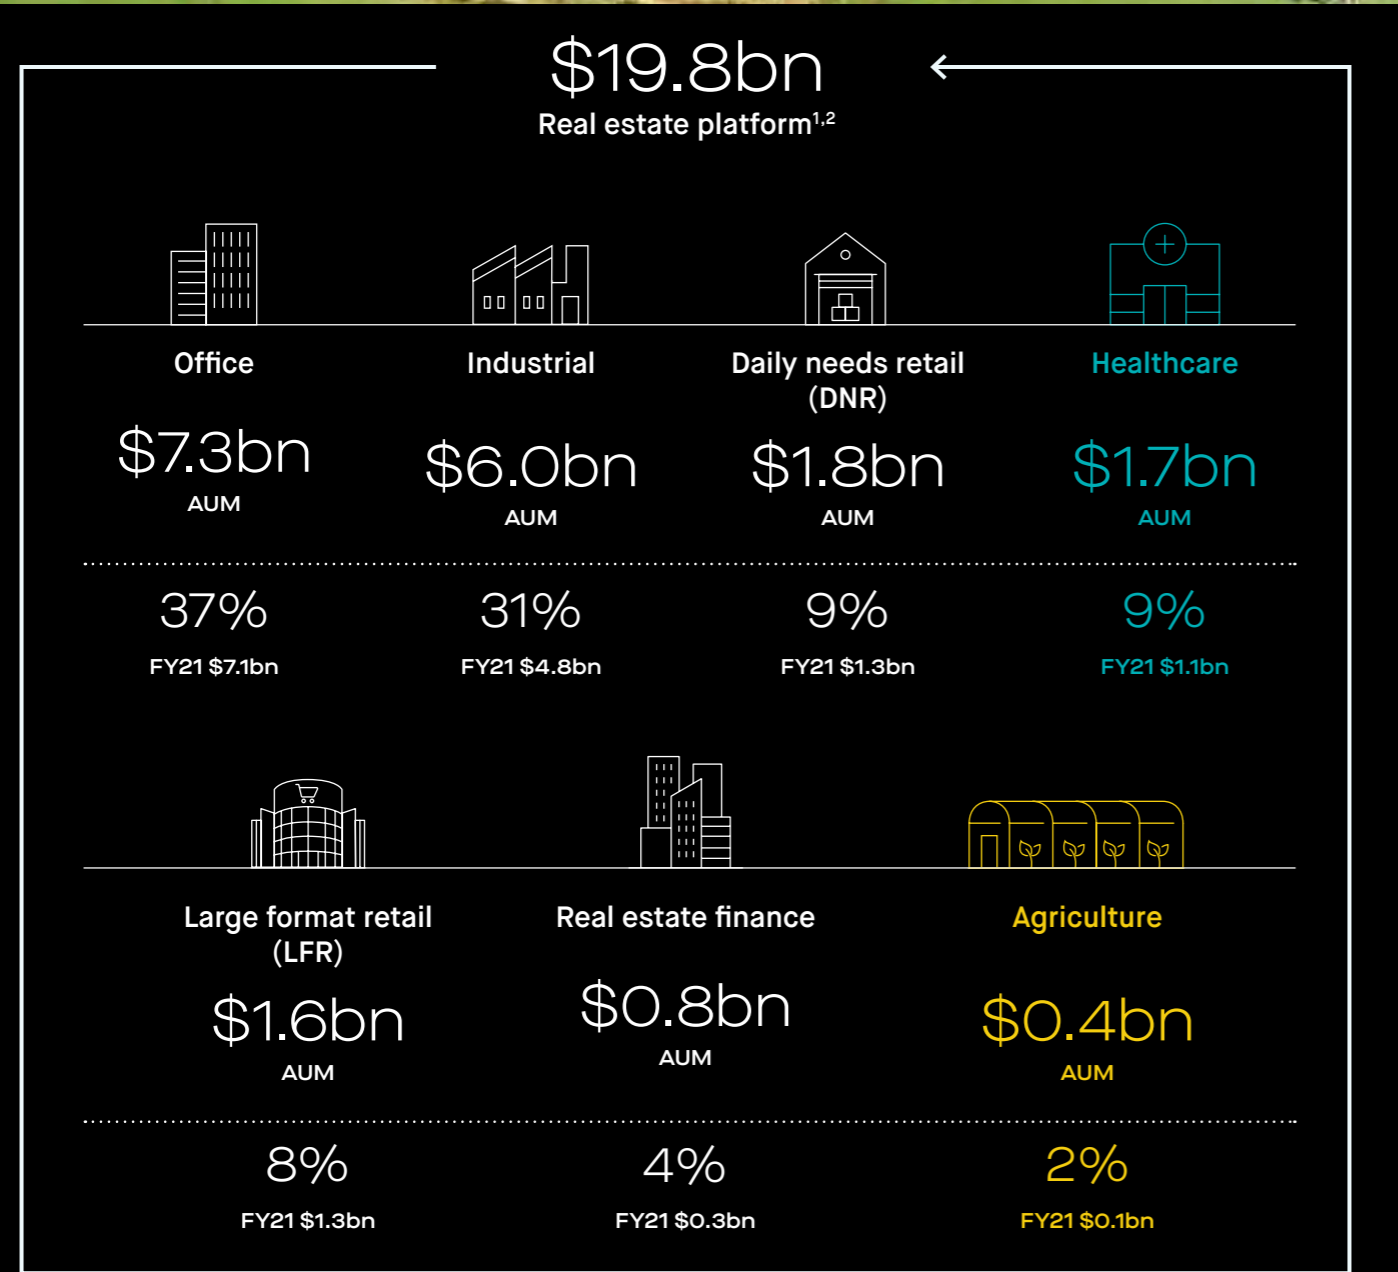 $19.8bn
Real estate platform1,2
Office
Industrial
Daily needs retail
(DNR)
Healthcare
$7.3bn
AUM
$6.0bn
AUM
$1.8bn
AUM
$1.7bn
AUM
37%
FY21 $7.1bn
31%
FY21 $4.8bn
9%
FY21 $1.3bn
9%
FY21 $1.1bn
Large format retail
(LFR)
Real estate finance
Agriculture
$1.6bn
AUM
$0.8bn
AUM
$0.4bn
AUM
8%
FY21 $1.3bn
4%
FY21 $0.3bn
2%
FY21 $0.1bn